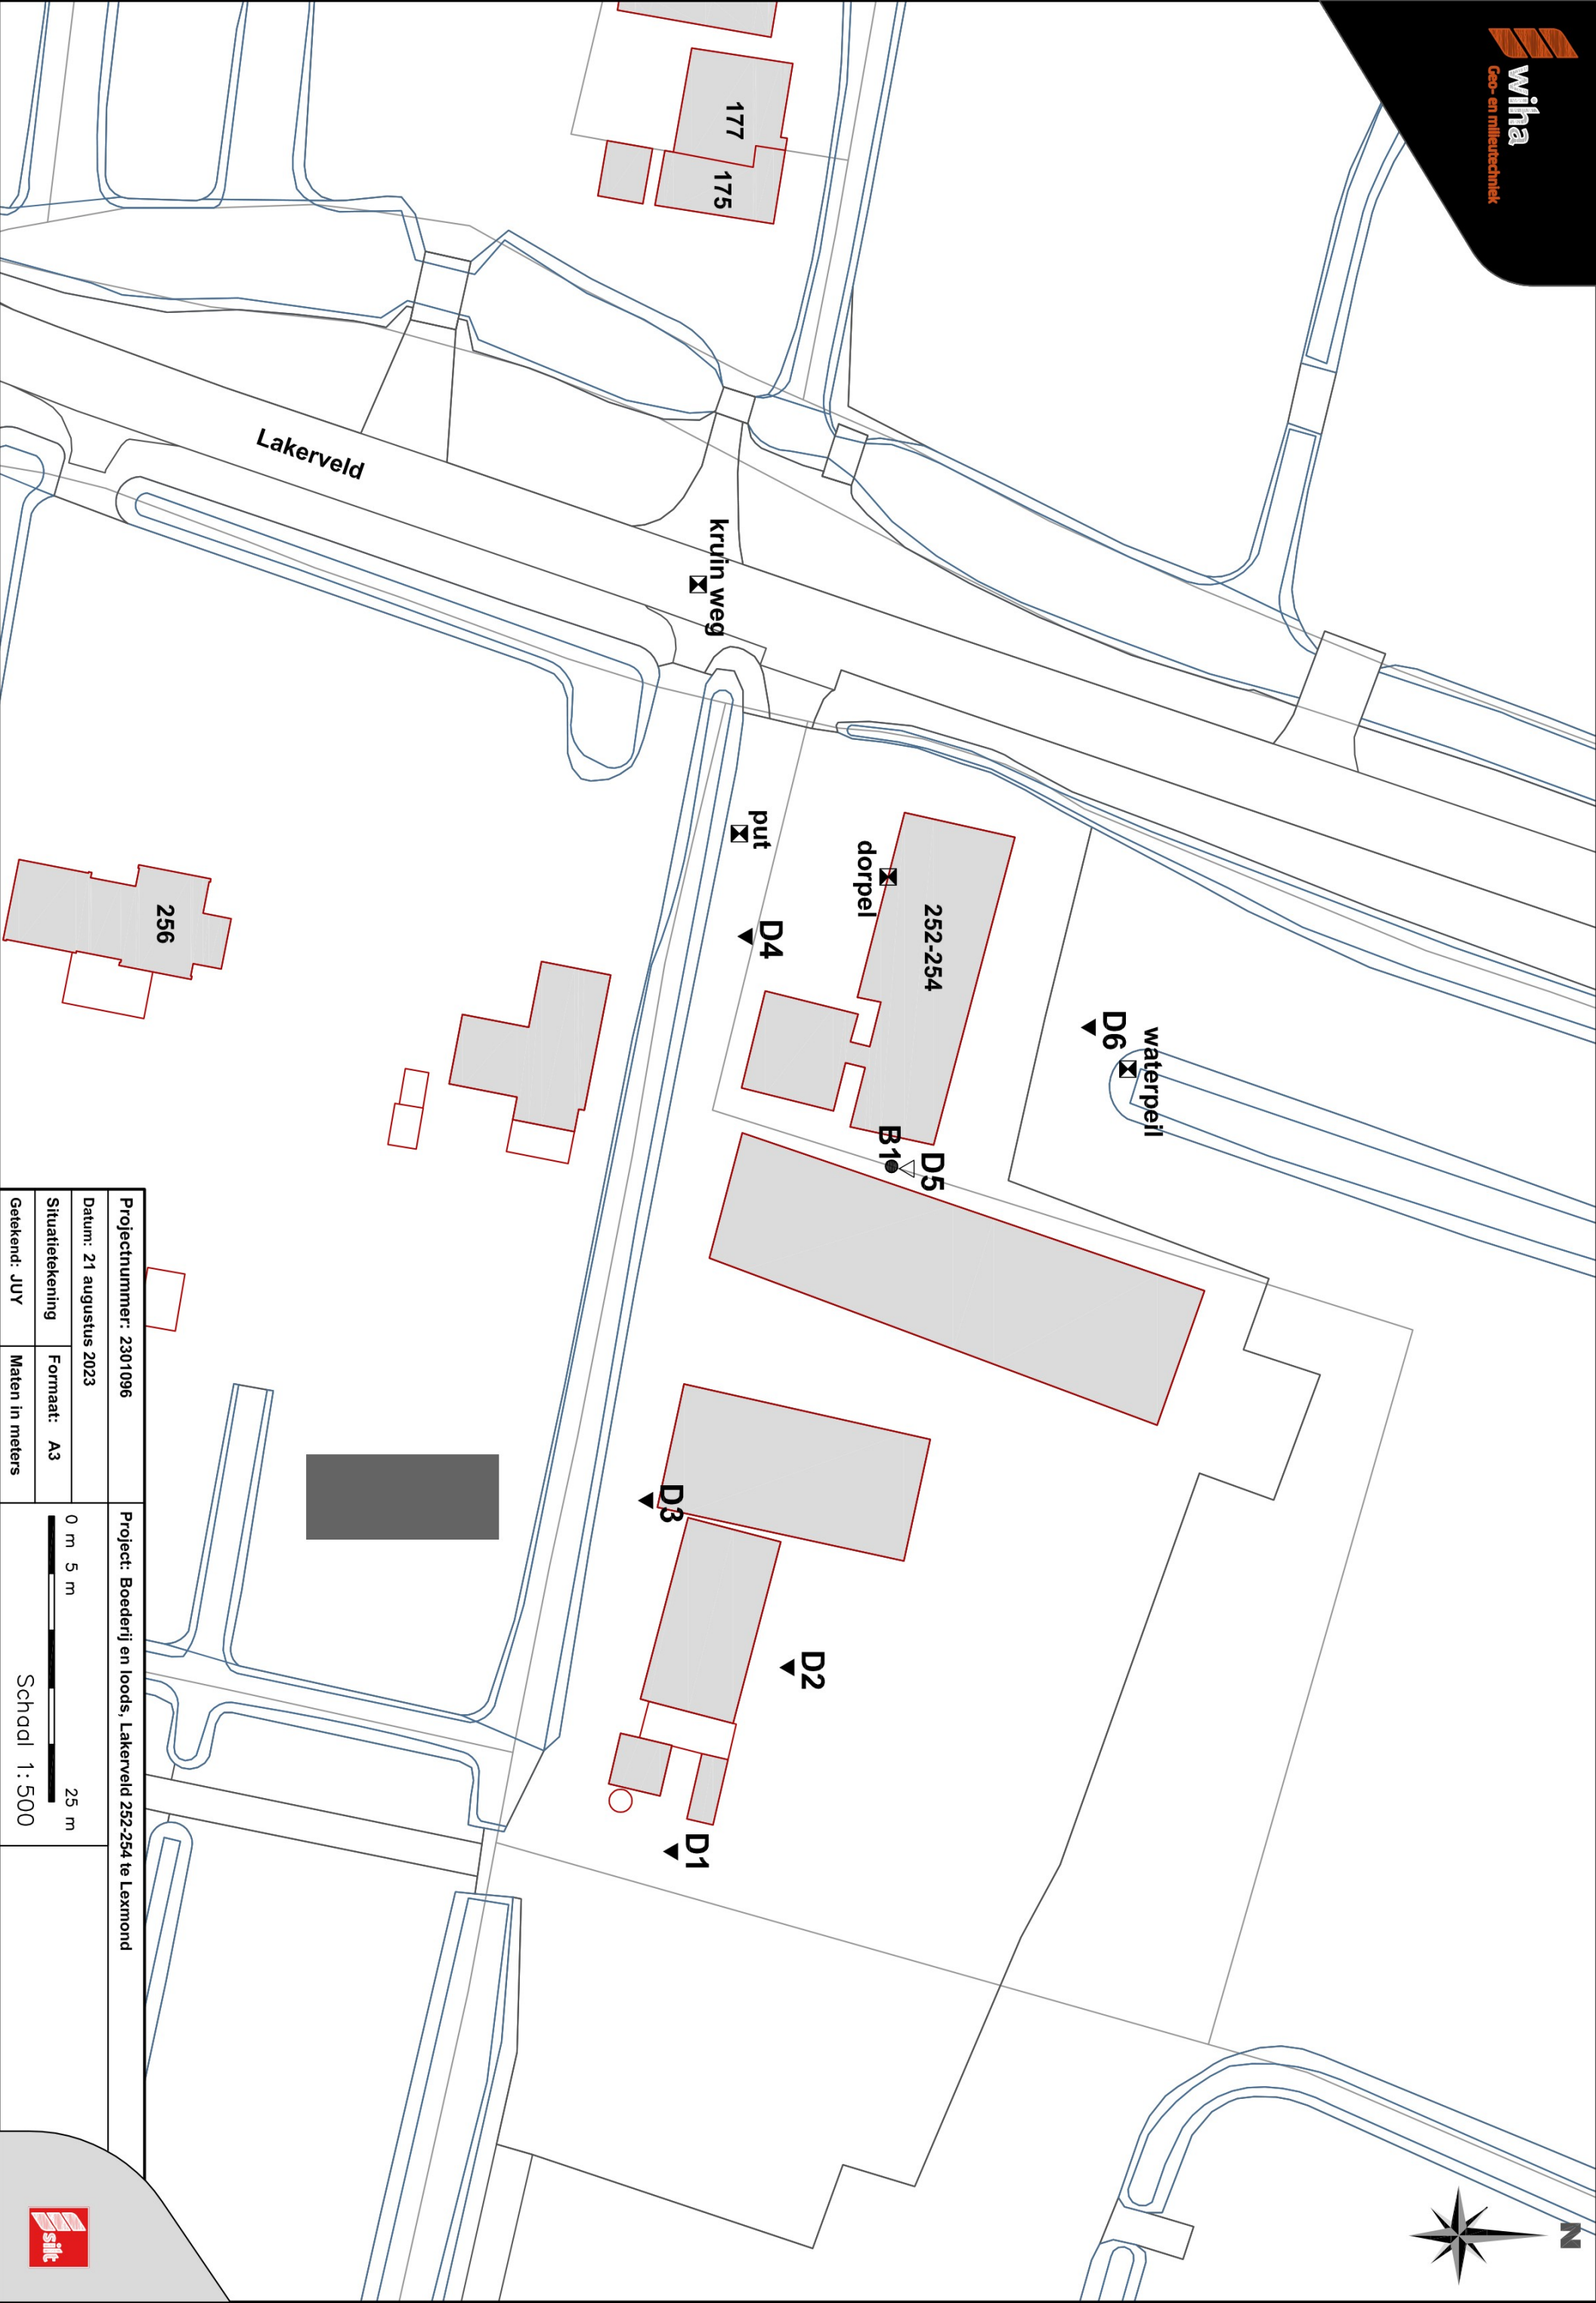 wiha
Geo- en milieutechniek
N
177
175
Lakerveld
kruin weg
put
dorpel
252-254
D4
D6
waterpeil
256
B1
D5
D3
D2
D1
Projectnummer: 2301096
Project: Boederij en loods, Lakerveld 252-254 te Lexmond
Datum: 21 augustus 2023
Situatietekening
Formaat: A3
Getekend: JUY
Maten in meters
0 m 5 m 25 m
Schaal 1:500
silt